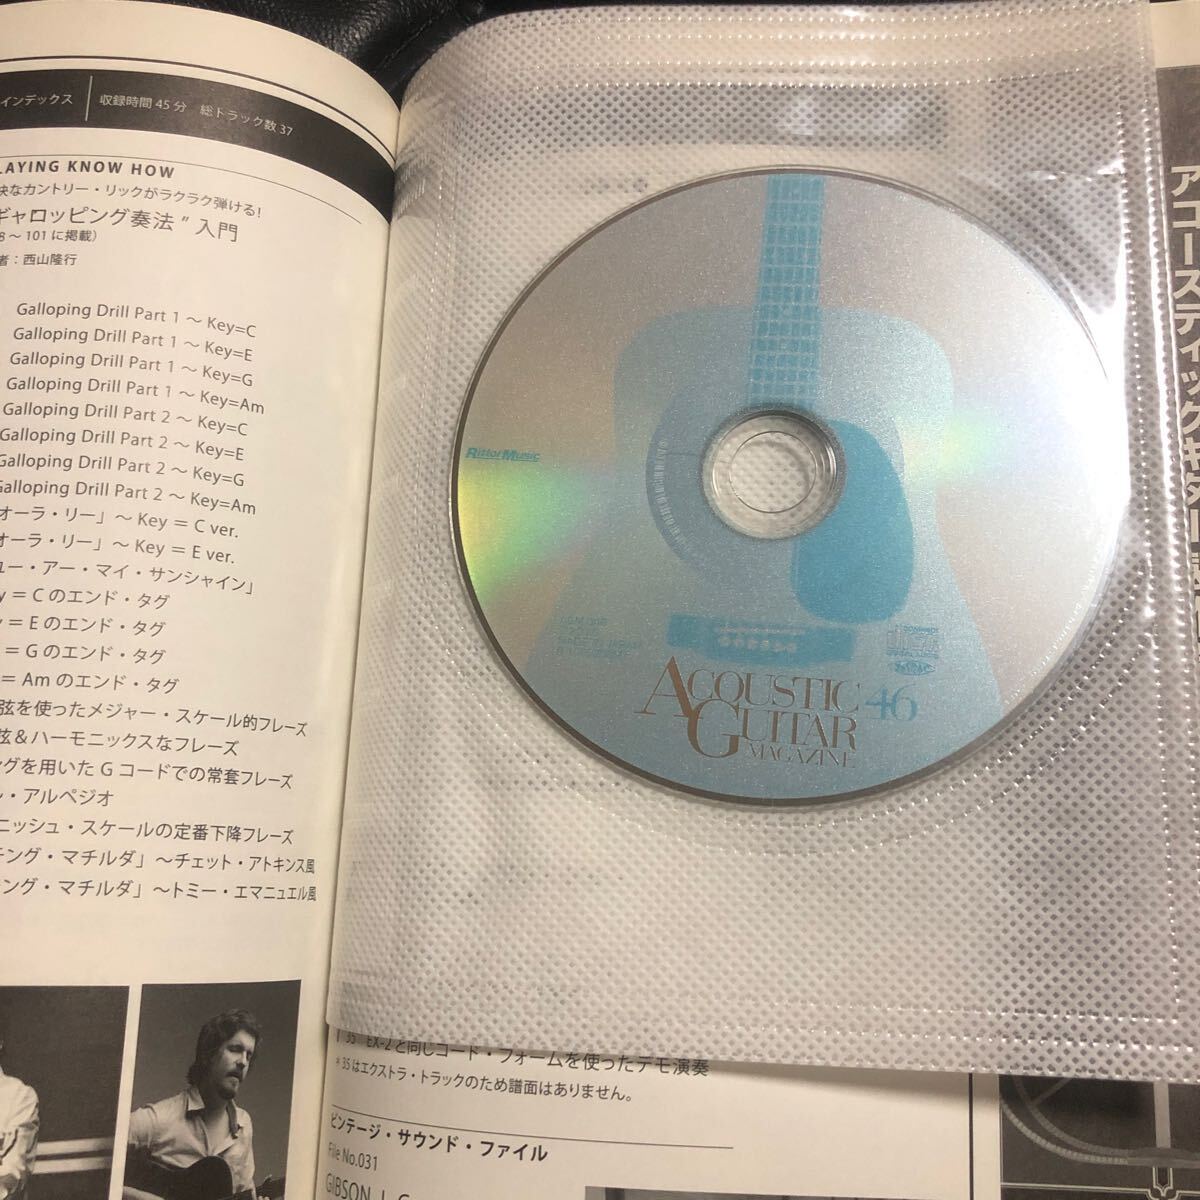 インデックス
収録時間45分　総トラック数37
LAYING KNOW HOW
快なカントリー・リックがラクラク弾ける!
ギャロッピング奏法”入門
8〜101に掲載)
者：西山隆行
Galloping Drill Part 1 〜 Key=C
Galloping Drill Part 1 〜 Key=E
Galloping Drill Part 1 〜 Key=G
Galloping Drill Part 1 〜 Key=Am
Galloping Drill Part 2 〜 Key=C
Galloping Drill Part 2 〜 Key=E
Galloping Drill Part 2 〜 Key=G
Galloping Drill Part 2 〜 Key=Am
オーラ・リー」〜 Key = C ver.
オーラ・リー」〜 Key = E ver.
ユー・アー・マイ・サンシャイン」
y = C のエンド・タグ
= E のエンド・タグ
= G のエンド・タグ
= Am のエンド・タグ
弦を使ったメジャー・スケール的フレーズ
弦&ハーモニックスなフレーズ
ングを用いた G コードでの常套フレーズ
ル・アルペジオ
ニッシュ・スケールの定番下降フレーズ
チング・マチルダ」〜チェット・アトキンス風
ング・マチルダ」〜トミー・エマニュエル風
RittorMusic
ACOUSTIC 46
GUITAR
MAGAZINE
35 EX-2と同じコード・フォームを使ったデモ演奏
＊35はエクストラ・トラックのため譜面はありません。
ビンテージ・サウンド・ファイル
File No.031
GIBSON
アコースティックギター